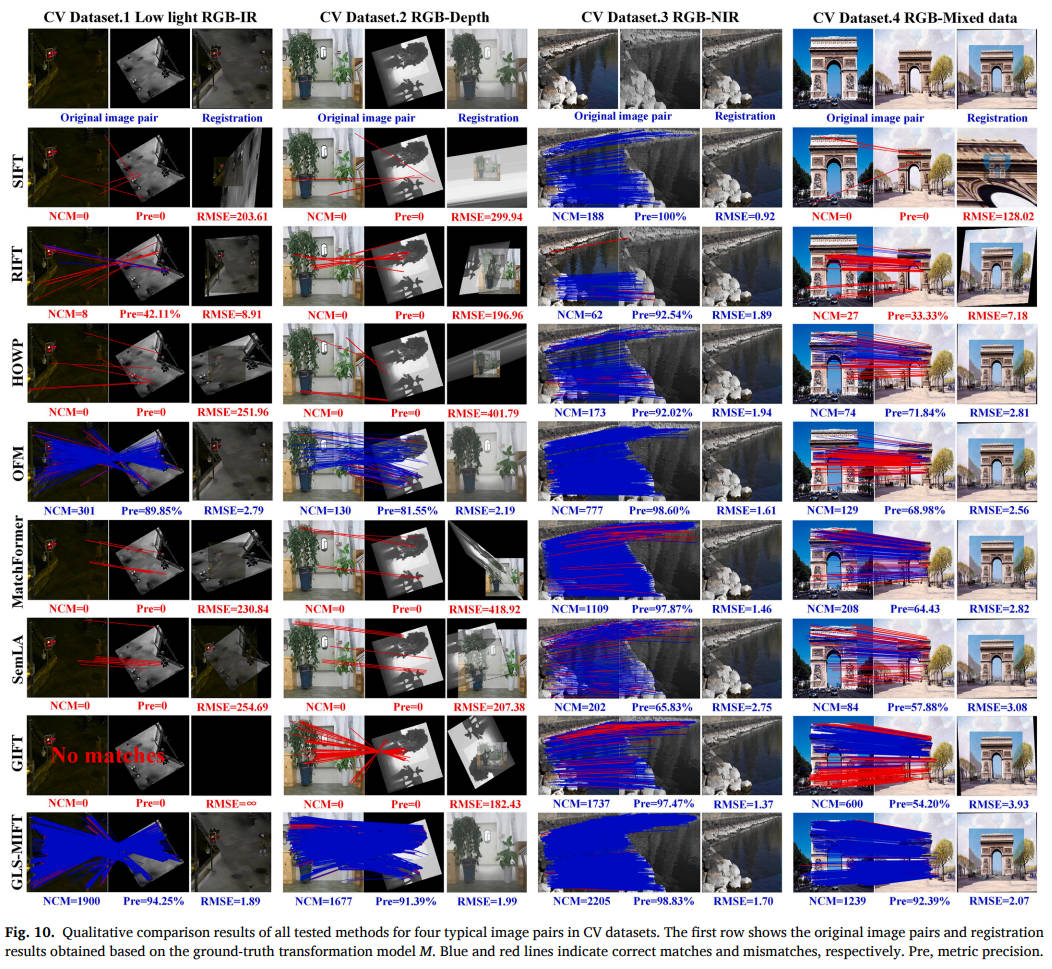 CV Dataset.1 Low light RGB-IR CV Dataset.2 RGB-Depth CV Dataset.3 RGB-NIR CV Dataset.4 RGB-Mixed data
Original image pair Registration Original image pair Registration Original image pair Registration Original image pair Registration
SIFT
NCM=0 Pre=0 RMSE=203.61 NCM=0 Pre=0 RMSE=299.94 NCM=188 Pre=100% RMSE=0.92 NCM=0 Pre=0 RMSE=128.02
RIFT
NCM=8 Pre=42.11% RMSE=8.91 NCM=0 Pre=0 RMSE=196.96 NCM=62 Pre=92.54% RMSE=1.89 NCM=27 Pre=33.33% RMSE=7.18
HOWP
NCM=0 Pre=0 RMSE=251.96 NCM=0 Pre=0 RMSE=401.79 NCM=173 Pre=92.02% RMSE=1.94 NCM=74 Pre=71.84% RMSE=2.81
OFM
NCM=301 Pre=89.85% RMSE=2.79 NCM=130 Pre=81.55% RMSE=2.19 NCM=777 Pre=98.60% RMSE=1.61 NCM=129 Pre=68.98% RMSE=2.56
MatchFormer
NCM=0 Pre=0 RMSE=230.84 NCM=0 Pre=0 RMSE=418.92 NCM=1109 Pre=97.87% RMSE=1.46 NCM=208 Pre=64.43 RMSE=2.82
SemLA
NCM=0 Pre=0 RMSE=254.69 NCM=0 Pre=0 RMSE=207.38 NCM=202 Pre=65.83% RMSE=2.75 NCM=84 Pre=57.88% RMSE=3.08
GIFT
No matches
NCM=0 Pre=0 RMSE=∞ NCM=0 Pre=0 RMSE=182.43 NCM=1737 Pre=97.47% RMSE=1.37 NCM=600 Pre=54.20% RMSE=3.93
GLS-MIFT
NCM=1900 Pre=94.25% RMSE=1.89 NCM=1677 Pre=91.39% RMSE=1.99 NCM=2205 Pre=98.83% RMSE=1.70 NCM=1239 Pre=92.39% RMSE=2.07
Fig. 10. Qualitative comparison results of all tested methods for four typical image pairs in CV datasets. The first row shows the original image pairs and registration
results obtained based on the ground-truth transformation model M. Blue and red lines indicate correct matches and mismatches, respectively. Pre, metric precision.